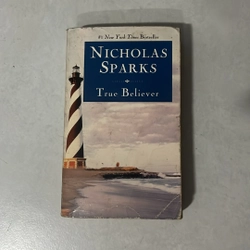 #1 New York Times Bestseller
NICHOLAS
SPARKS
True Believer